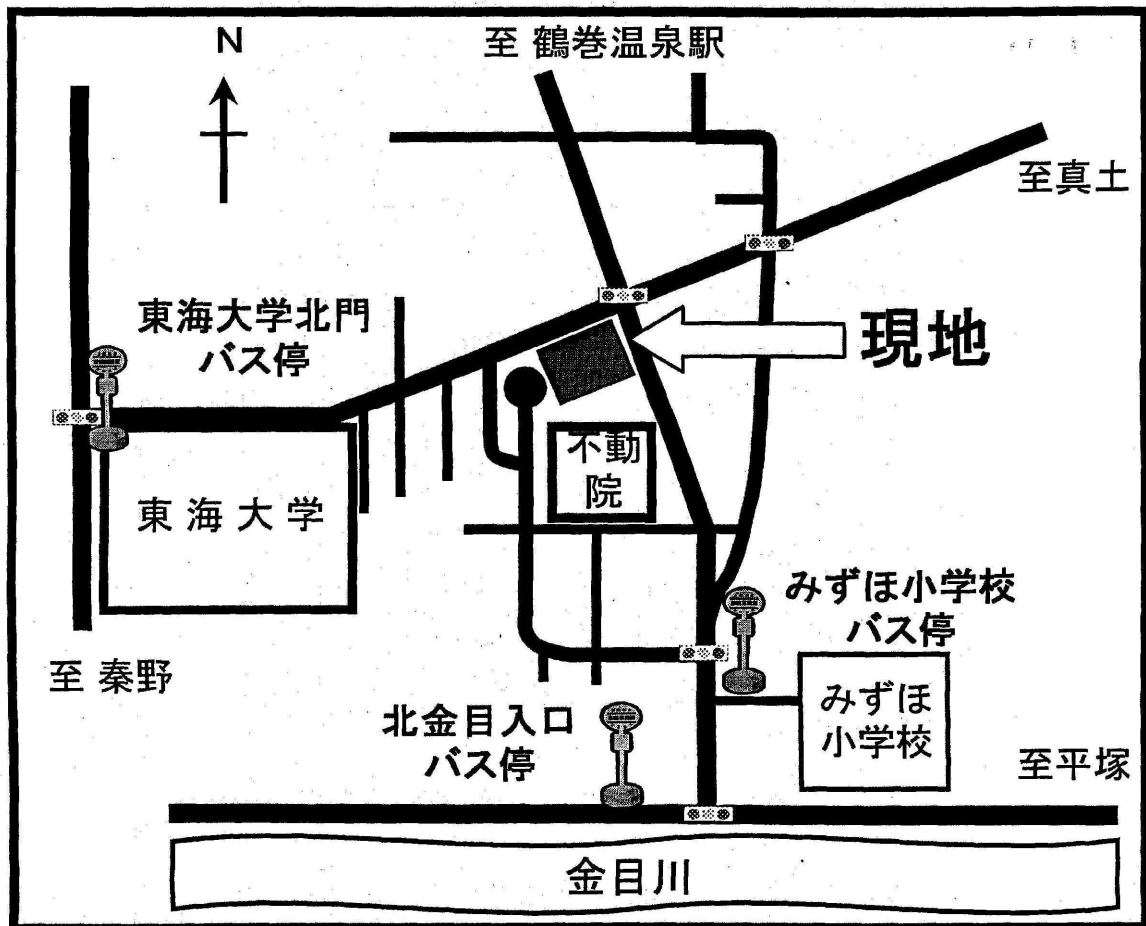 N
至 鶴巻温泉駅
至真土
東海大学北門
バス停
現地
不動
院
東 海 大 学
みずほ小学校
バス停
至 秦野
北金目入口
バス停
みずほ
小学校
至平塚
金目川